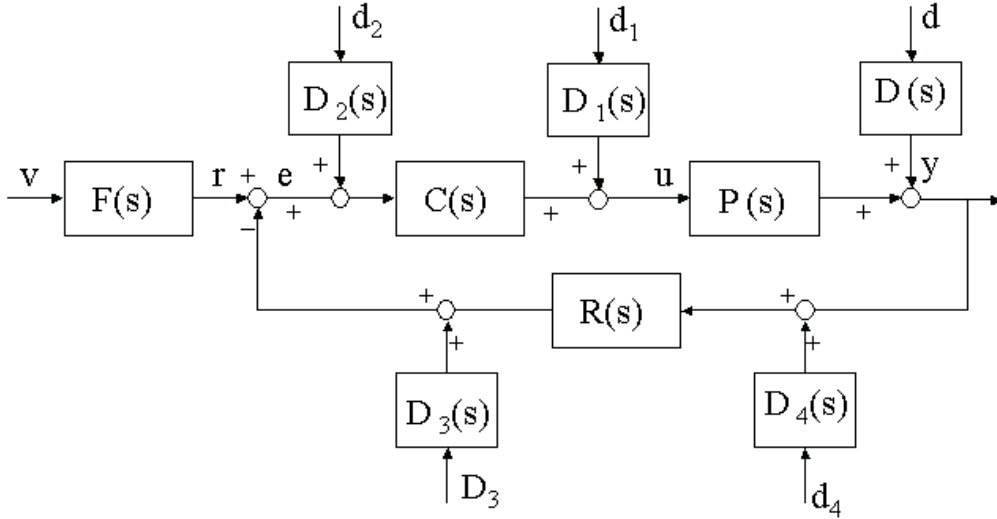 d₂ d₁ d
D₂(s) D₁(s) D(s)
+ + +
v F(s) r + e + C(s) + u P(s) + y
−
+ R(s) +
+ +
D₃(s) D₄(s)
D₃ d₄